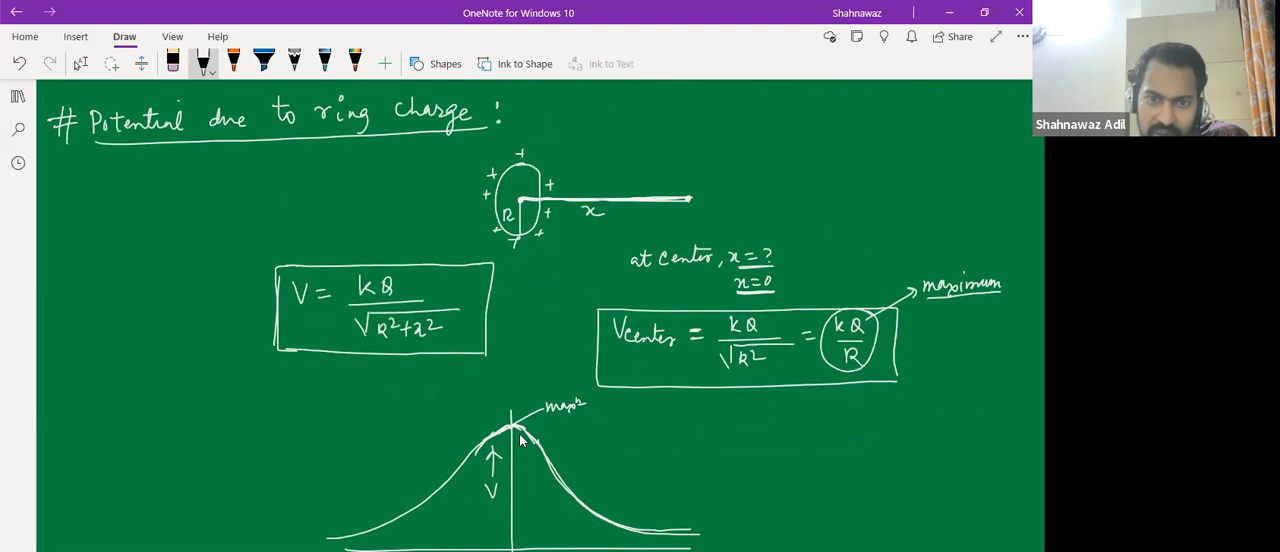 OneNote for Windows 10
Shahnawaz
Home Insert Draw View Help
Share
Shapes Ink to Shape Ink to Text
Shahnawaz Adil
# Potential due to ring charge :
+ + + + + + + +
R
x
at center, x = ?
x = 0
maximum
V = kQ / √R²+x²
Vcenter = kQ / √R² = kQ / R
max^m
V